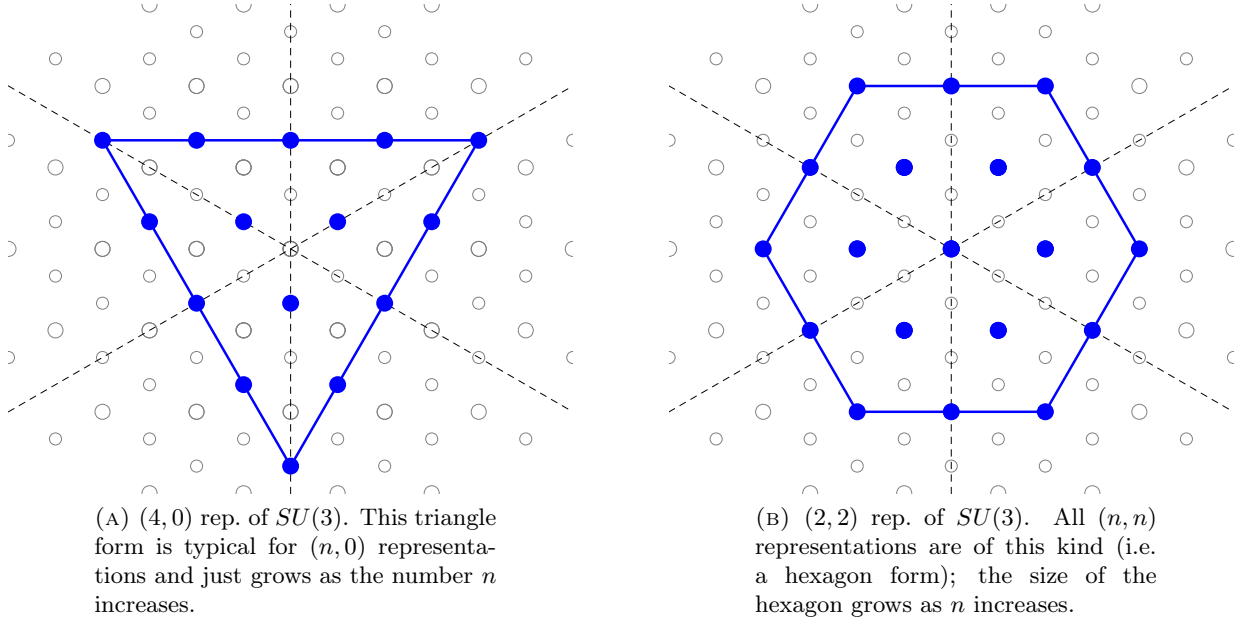 (A) (4, 0) rep. of SU(3). This triangle
form is typical for (n, 0) representa-
tions and just grows as the number n
increases.
(B) (2, 2) rep. of SU(3). All (n, n)
representations are of this kind (i.e.
a hexagon form); the size of the
hexagon grows as n increases.